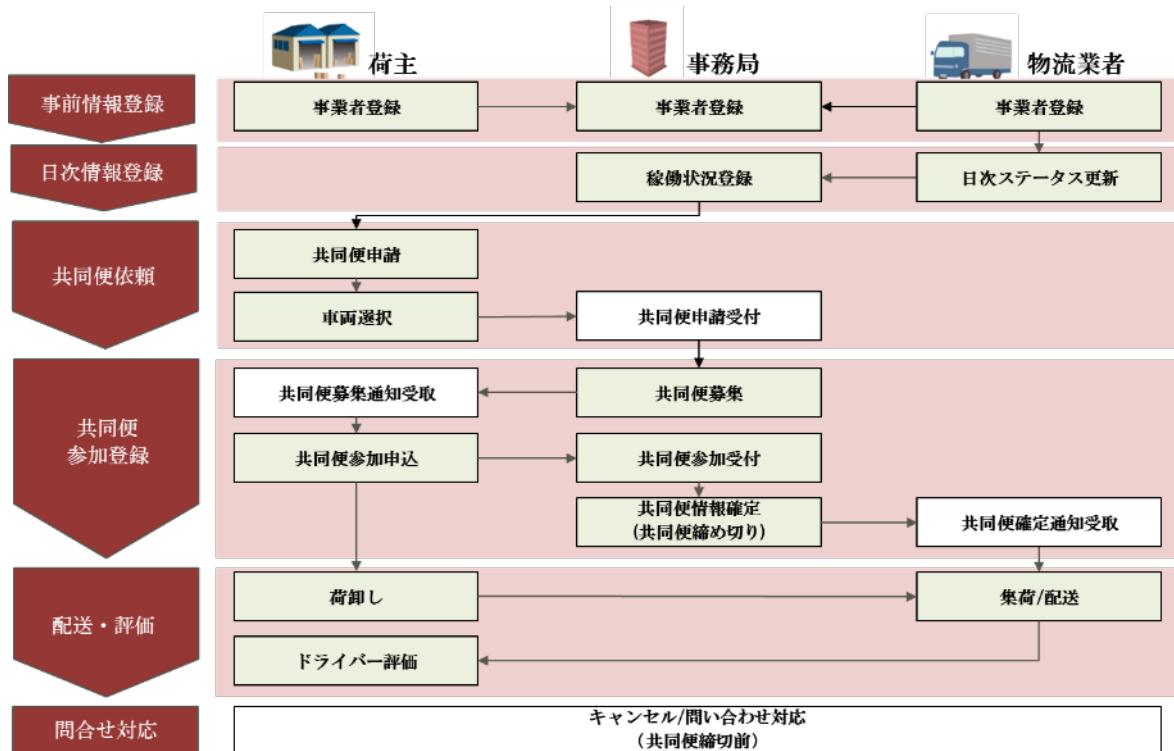 荷主
事務局
物流業者
事前情報登録
事業者登録
事業者登録
事業者登録
日次情報登録
稼働状況登録
日次ステータス更新
共同便依頼
共同便申請
車両選択
共同便申請受付
共同便
参加登録
共同便募集通知受取
共同便募集
共同便参加申込
共同便参加受付
共同便情報確定
(共同便締め切り)
共同便確定通知受取
配送・評価
荷卸し
集荷/配送
ドライバー評価
問合せ対応
キャンセル/問い合わせ対応
（共同便締切前）